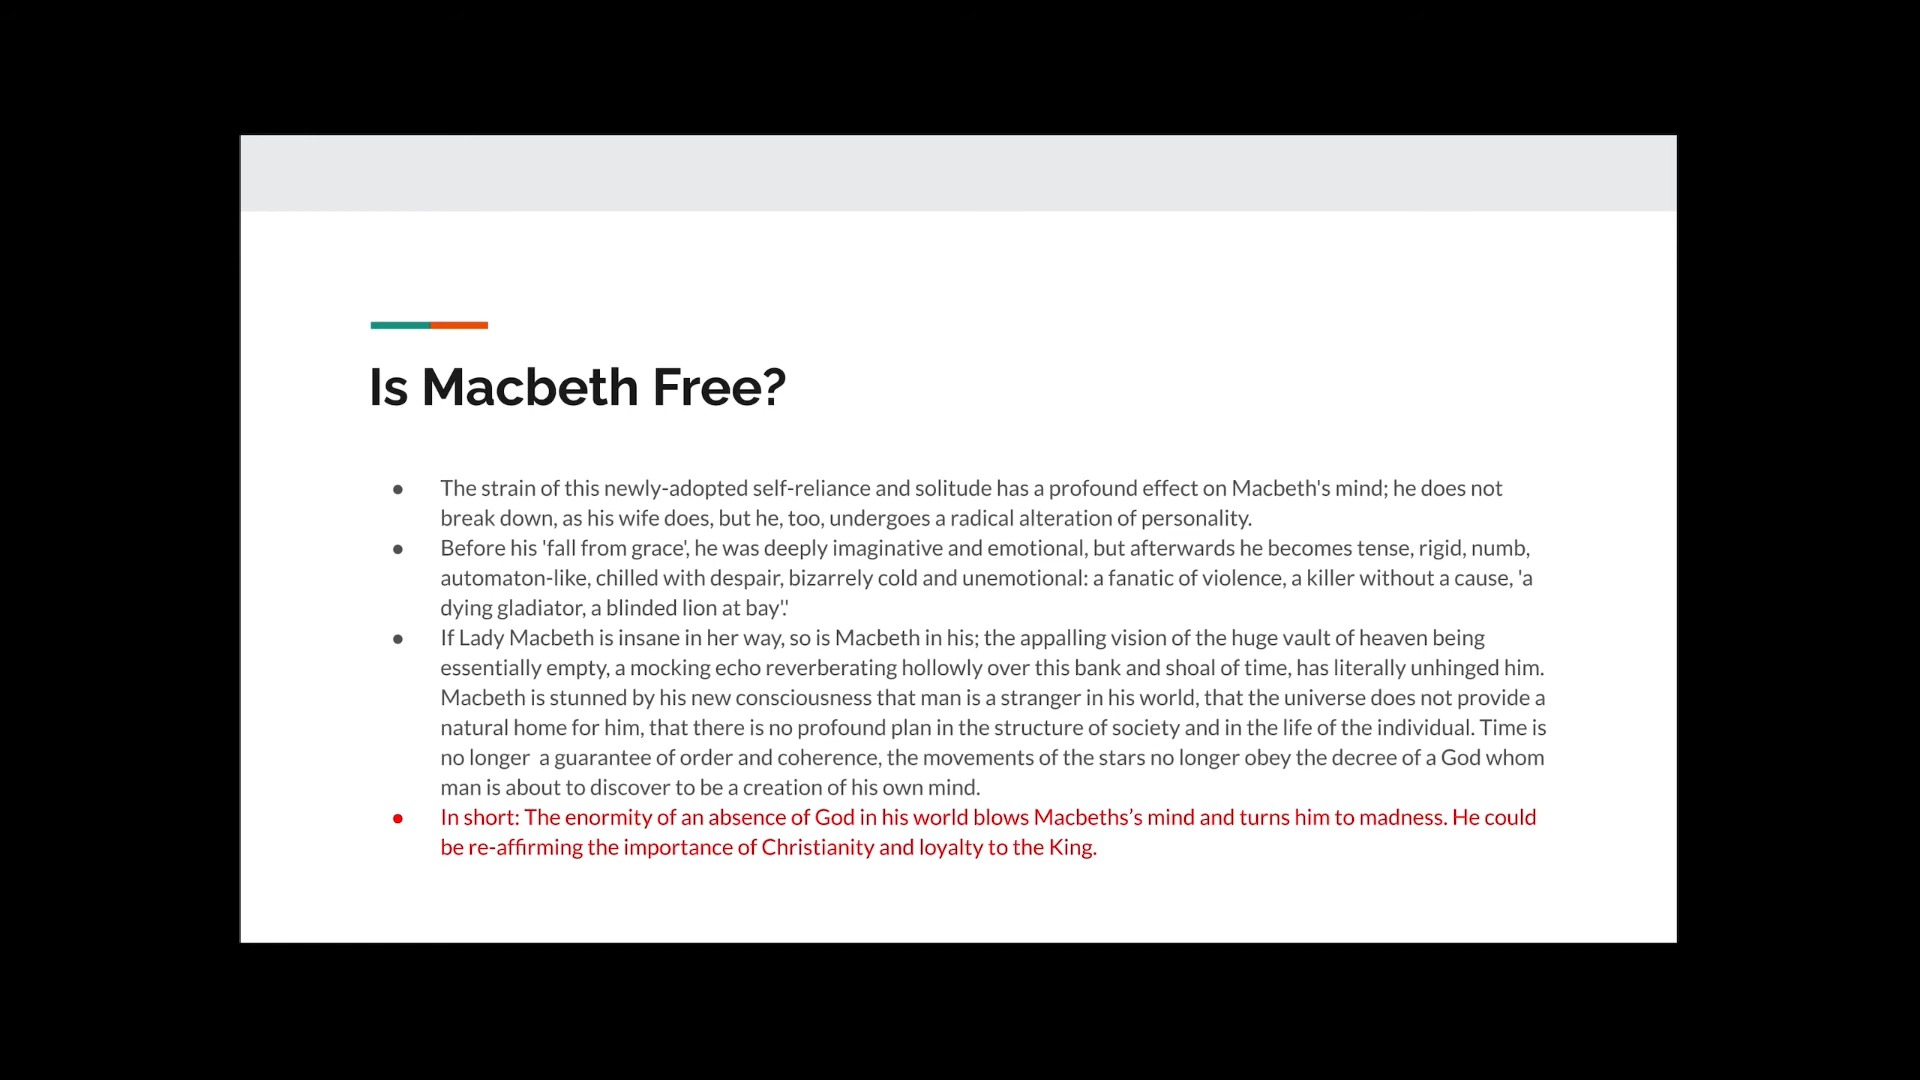 Is Macbeth Free?
● The strain of this newly-adopted self-reliance and solitude has a profound effect on Macbeth's mind; he does not
break down, as his wife does, but he, too, undergoes a radical alteration of personality.
● Before his 'fall from grace', he was deeply imaginative and emotional, but afterwards he becomes tense, rigid, numb,
automaton-like, chilled with despair, bizarrely cold and unemotional: a fanatic of violence, a killer without a cause, 'a
dying gladiator, a blinded lion at bay'.'
● If Lady Macbeth is insane in her way, so is Macbeth in his; the appalling vision of the huge vault of heaven being
essentially empty, a mocking echo reverberating hollowly over this bank and shoal of time, has literally unhinged him.
Macbeth is stunned by his new consciousness that man is a stranger in his world, that the universe does not provide a
natural home for him, that there is no profound plan in the structure of society and in the life of the individual. Time is
no longer  a guarantee of order and coherence, the movements of the stars no longer obey the decree of a God whom
man is about to discover to be a creation of his own mind.
● In short: The enormity of an absence of God in his world blows Macbeths’s mind and turns him to madness. He could
be re-affirming the importance of Christianity and loyalty to the King.